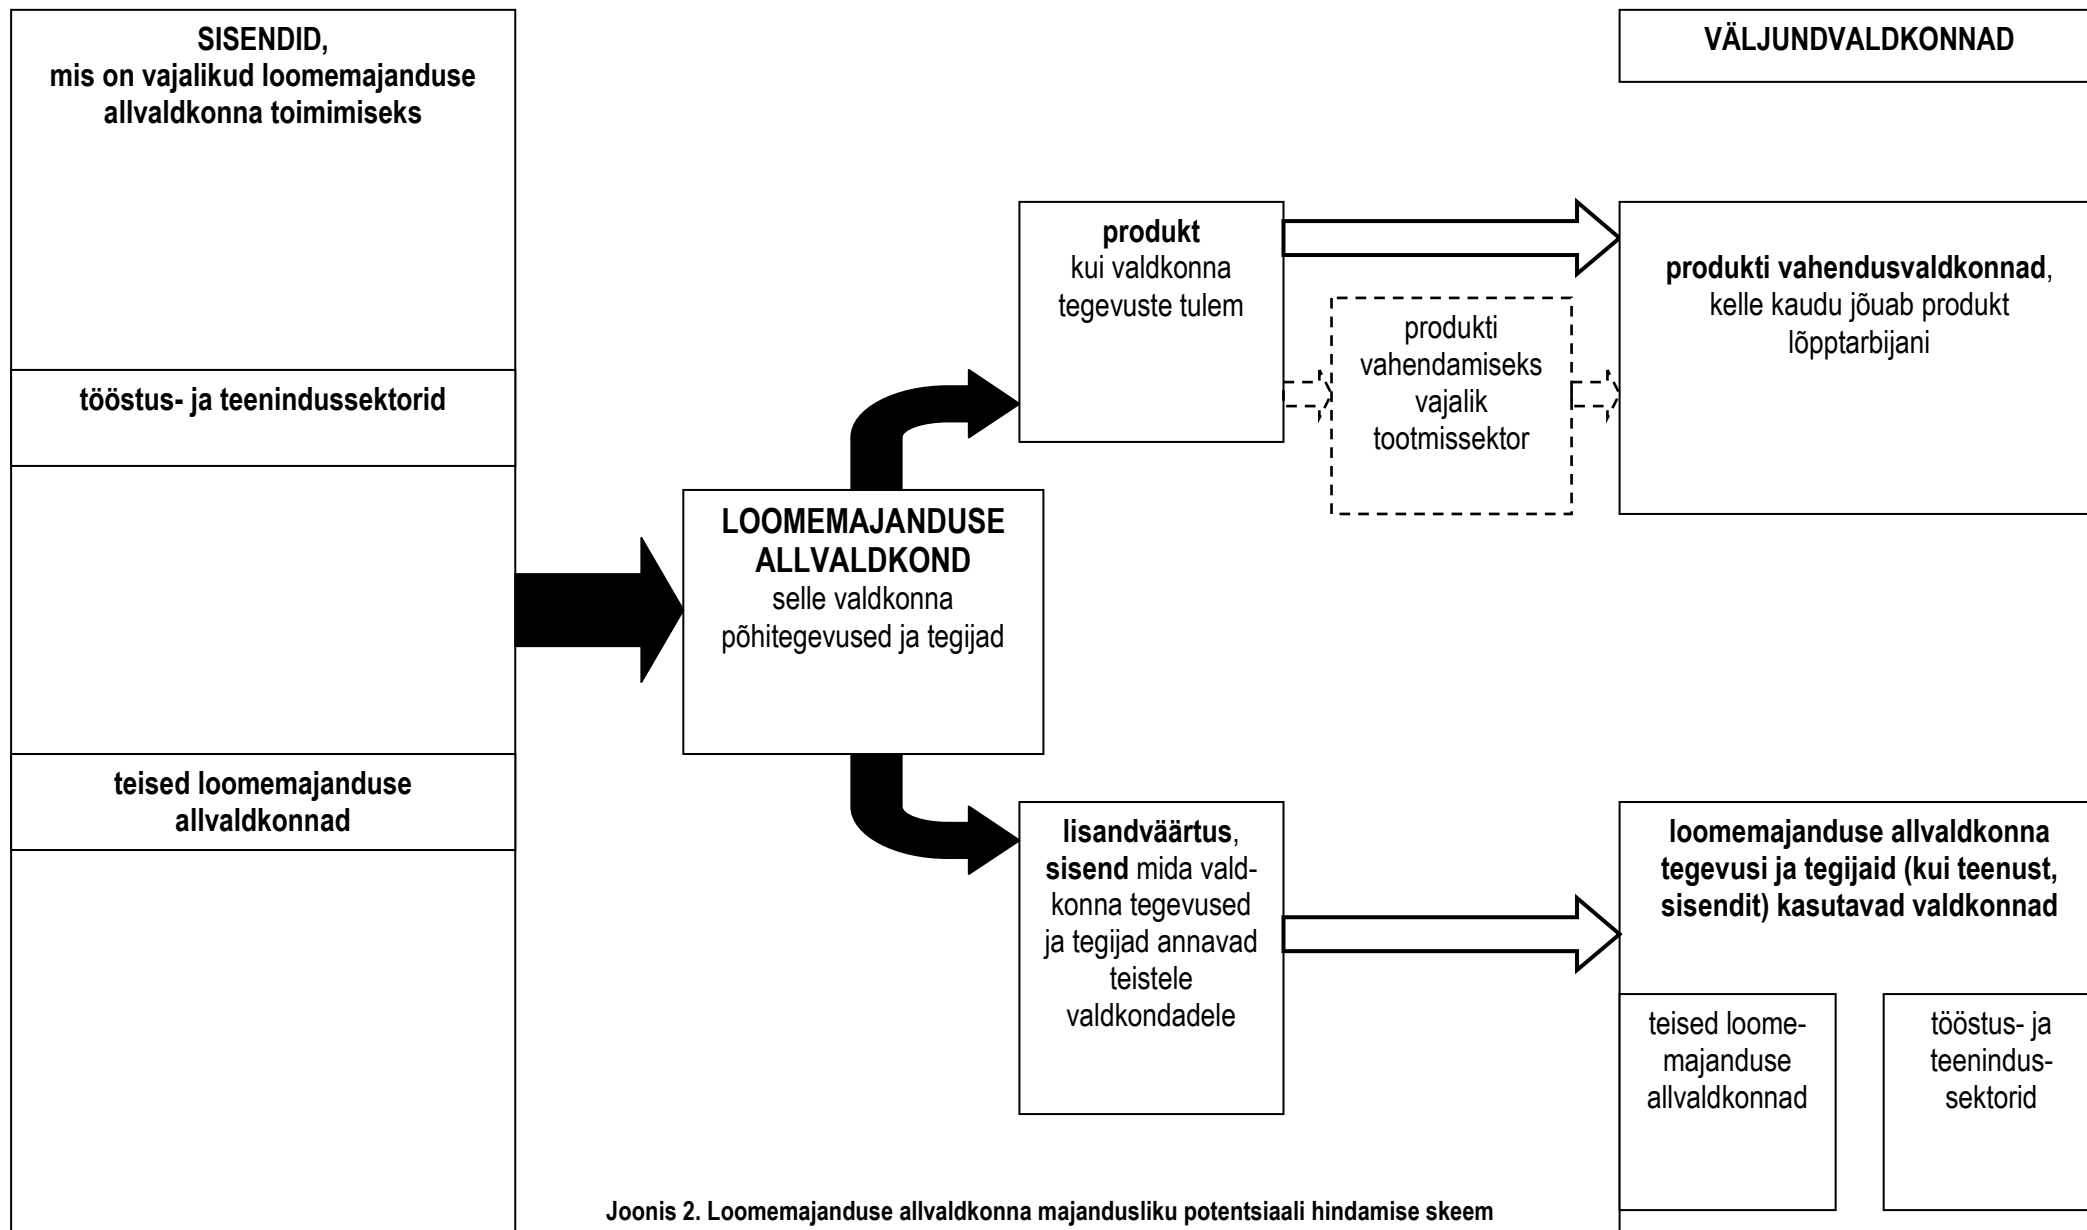 SISENDID,
mis on vajalikud loomemajanduse
allvaldkonna toimimiseks
tööstus- ja teenindussektorid
teised loomemajanduse
allvaldkonnad
LOOMEMAJANDUSE
ALLVALDKOND
selle valdkonna
põhitegevused ja tegijad
produkt
kui valdkonna
tegevuste tulem
produkti
vahendamiseks
vajalik
tootmissektor
lisandväärtus,
sisend mida vald-
konna tegevused
ja tegijad annavad
teistele
valdkondadele
VÄLJUNDVALDKONNAD
produkti vahendusvaldkonnad,
kelle kaudu jõuab produkt
lõpptarbijani
loomemajanduse allvaldkonna
tegevusi ja tegijaid (kui teenust,
sisendit) kasutavad valdkonnad
teised loome-
majanduse
allvaldkonnad
tööstus- ja
teenindus-
sektorid
Joonis 2. Loomemajanduse allvaldkonna majandusliku potentsiaali hindamise skeem